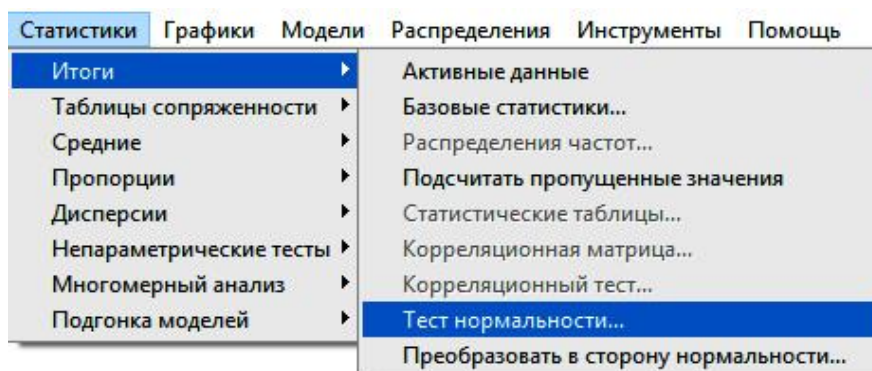 Статистики Графики Модели Распределения Инструменты Помощь
Итоги
Таблицы сопряженности
Средние
Пропорции
Дисперсии
Непараметрические тесты
Многомерный анализ
Подгонка моделей
Активные данные
Базовые статистики...
Распределения частот...
Подсчитать пропущенные значения
Статистические таблицы...
Корреляционная матрица...
Корреляционный тест...
Тест нормальности...
Преобразовать в сторону нормальности...